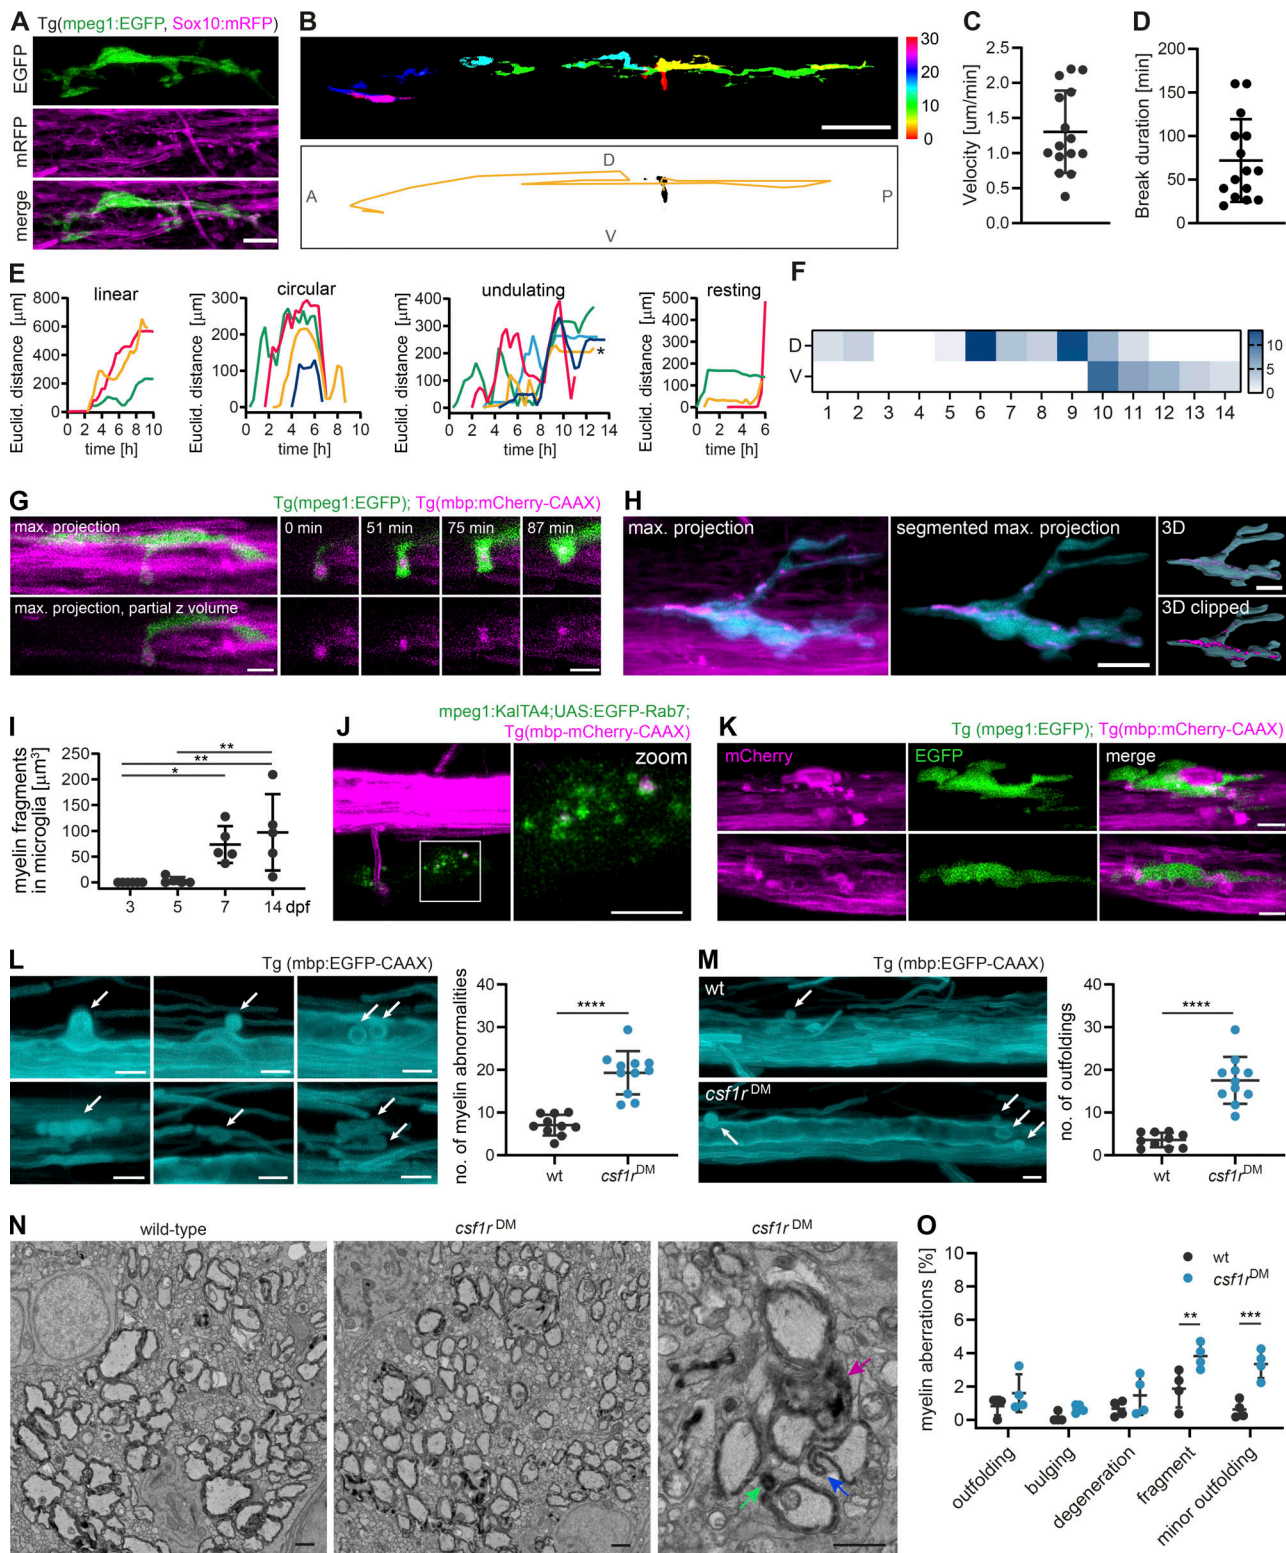 A
Tg(mpeg1:EGFP, Sox10:mRFP)
EGFP
mRFP
merge
B
30
20
10
0
D
A
P
V
C
Velocity [um/min]
2.5
2.0
1.5
1.0
0.5
0.0
D
Break duration [min]
200
150
100
50
0
E
linear
Euclid. distance [µm]
800
600
400
200
0
0 2 4 6 8 10
time [h]
circular
Euclid. distance [µm]
300
200
100
0
0 2 4 6 8 10
time [h]
undulating
Euclid. distance [µm]
400
300
200
100
0
*
0 2 4 6 8 10 12 14
time [h]
resting
Euclid. distance [µm]
500
400
300
200
100
0
0 2 4 6
time [h]
F
D
V
1 2 3 4 5 6 7 8 9 10 11 12 13 14
10
5
0
G
Tg(mpeg1:EGFP); Tg(mbp:mCherry-CAAX)
max. projection
0 min
51 min
75 min
87 min
max. projection, partial z volume
H
max. projection
segmented max. projection
3D
3D clipped
I
myelin fragments
in microglia [µm³]
250
200
150
100
50
0
**
**
*
3 5 7 14 dpf
J
mpeg1:KalTA4;UAS:EGFP-Rab7;
Tg(mbp-mCherry-CAAX)
zoom
K
Tg (mpeg1:EGFP); Tg(mbp:mCherry-CAAX)
mCherry
EGFP
merge
L
Tg (mbp:EGFP-CAAX)
no. of myelin abnormalities
40
30
20
10
0
****
wt
csf1rDM
M
Tg (mbp:EGFP-CAAX)
wt
csf1rDM
no. of outfoldings
40
30
20
10
0
****
wt
csf1rDM
N
wild-type
csf1r DM
csf1r DM
O
myelin aberrations [%]
10
8
6
4
2
0
wt
csf1rDM
**
***
outfolding
bulging
degeneration
fragment
minor outfolding